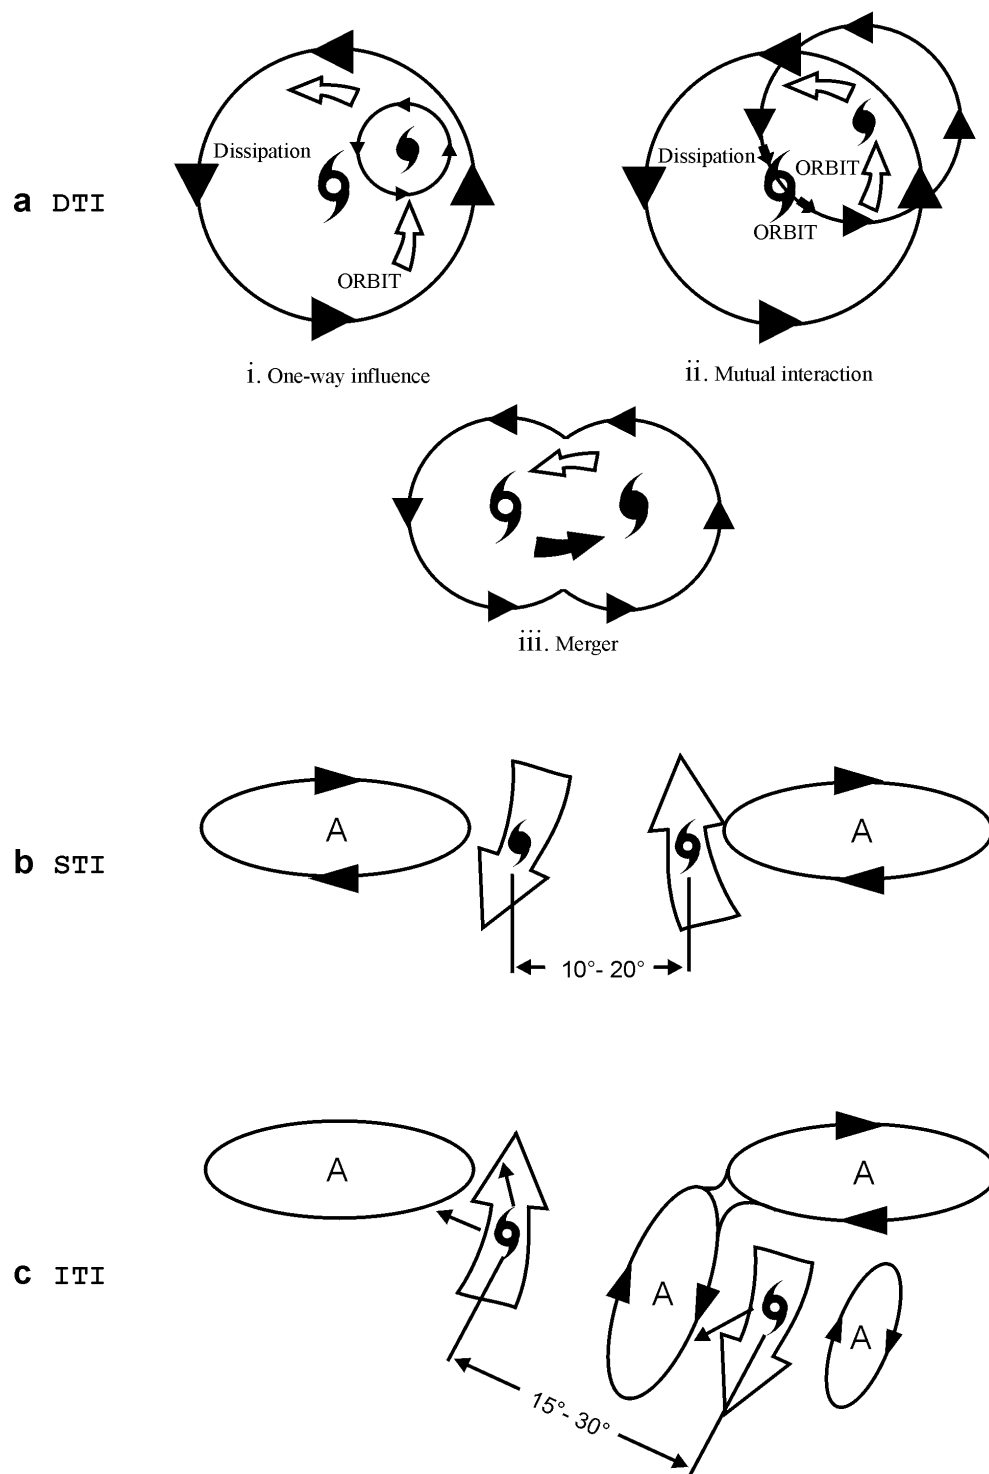 a DTI
Dissipation
ORBIT
i. One-way influence
Dissipation
ORBIT
ORBIT
ii. Mutual interaction
iii. Merger
b STI
A
A
10°- 20°
c ITI
A
A
A
A
15°- 30°